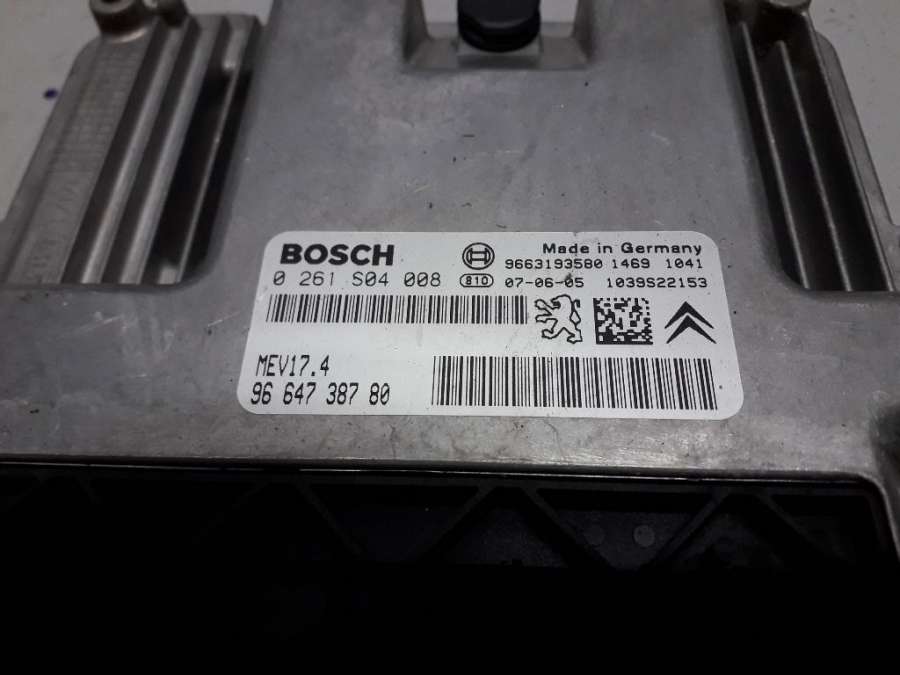 BOSCH
Made in Germany
9663193580 1469 1041
0 261 S04 008 810 07-06-05 1039S22153
MEV17.4
96 647 387 80